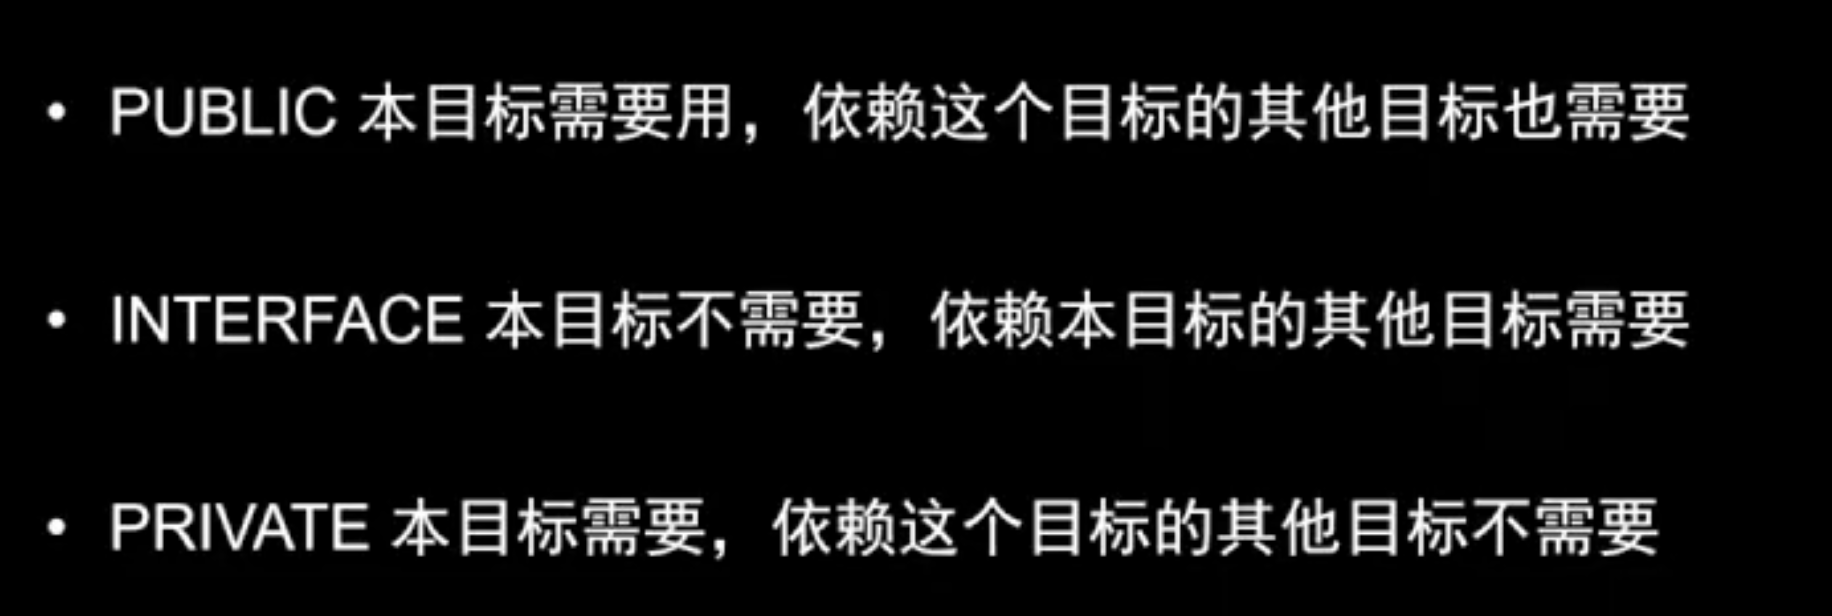 • PUBLIC 本目标需要用，依赖这个目标的其他目标也需要
• INTERFACE 本目标不需要，依赖本目标的其他目标需要
• PRIVATE 本目标需要，依赖这个目标的其他目标不需要